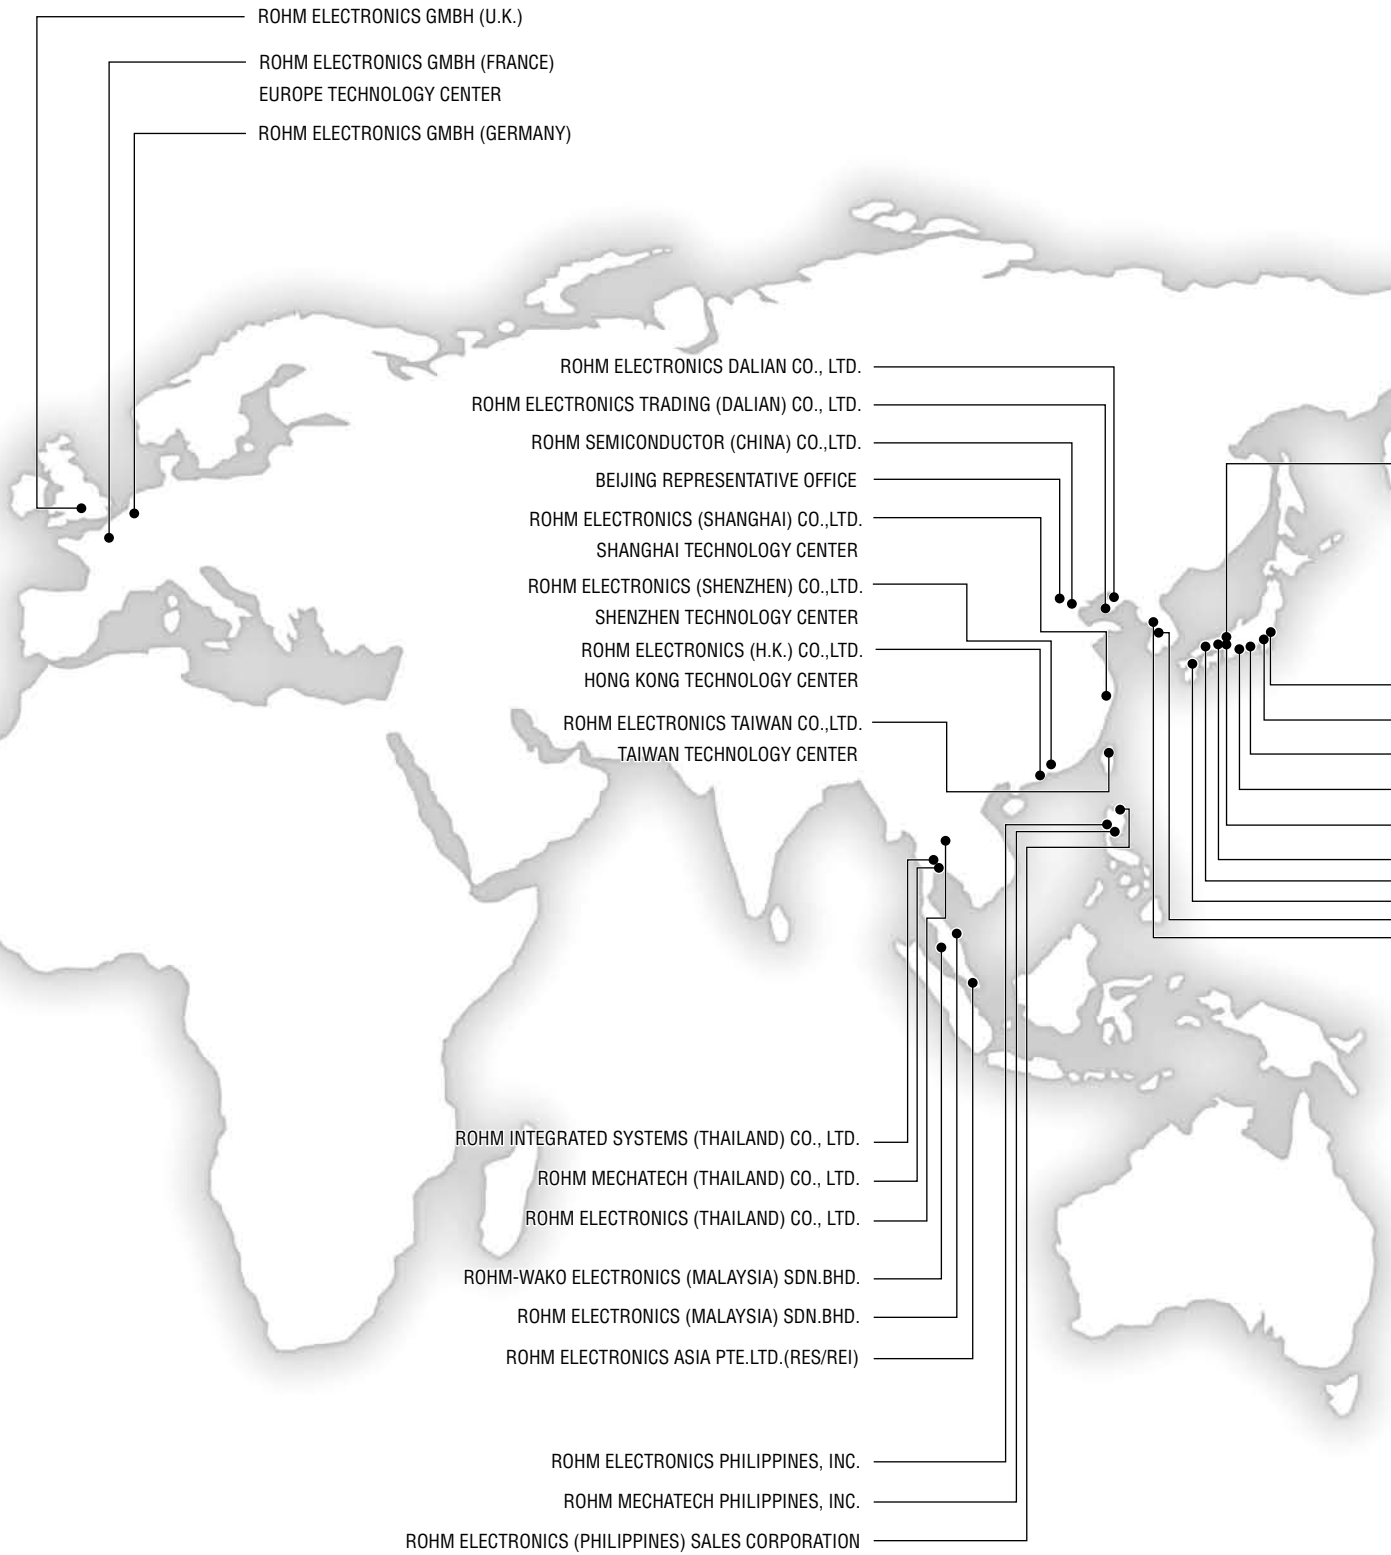 ROHM ELECTRONICS GMBH (U.K.)
ROHM ELECTRONICS GMBH (FRANCE)
EUROPE TECHNOLOGY CENTER
ROHM ELECTRONICS GMBH (GERMANY)
ROHM ELECTRONICS DALIAN CO., LTD.
ROHM ELECTRONICS TRADING (DALIAN) CO., LTD.
ROHM SEMICONDUCTOR (CHINA) CO.,LTD.
BEIJING REPRESENTATIVE OFFICE
ROHM ELECTRONICS (SHANGHAI) CO.,LTD.
SHANGHAI TECHNOLOGY CENTER
ROHM ELECTRONICS (SHENZHEN) CO.,LTD.
SHENZHEN TECHNOLOGY CENTER
ROHM ELECTRONICS (H.K.) CO.,LTD.
HONG KONG TECHNOLOGY CENTER
ROHM ELECTRONICS TAIWAN CO.,LTD.
TAIWAN TECHNOLOGY CENTER
ROHM INTEGRATED SYSTEMS (THAILAND) CO., LTD.
ROHM MECHATECH (THAILAND) CO., LTD.
ROHM ELECTRONICS (THAILAND) CO., LTD.
ROHM-WAKO ELECTRONICS (MALAYSIA) SDN.BHD.
ROHM ELECTRONICS (MALAYSIA) SDN.BHD.
ROHM ELECTRONICS ASIA PTE.LTD.(RES/REI)
ROHM ELECTRONICS PHILIPPINES, INC.
ROHM MECHATECH PHILIPPINES, INC.
ROHM ELECTRONICS (PHILIPPINES) SALES CORPORATION